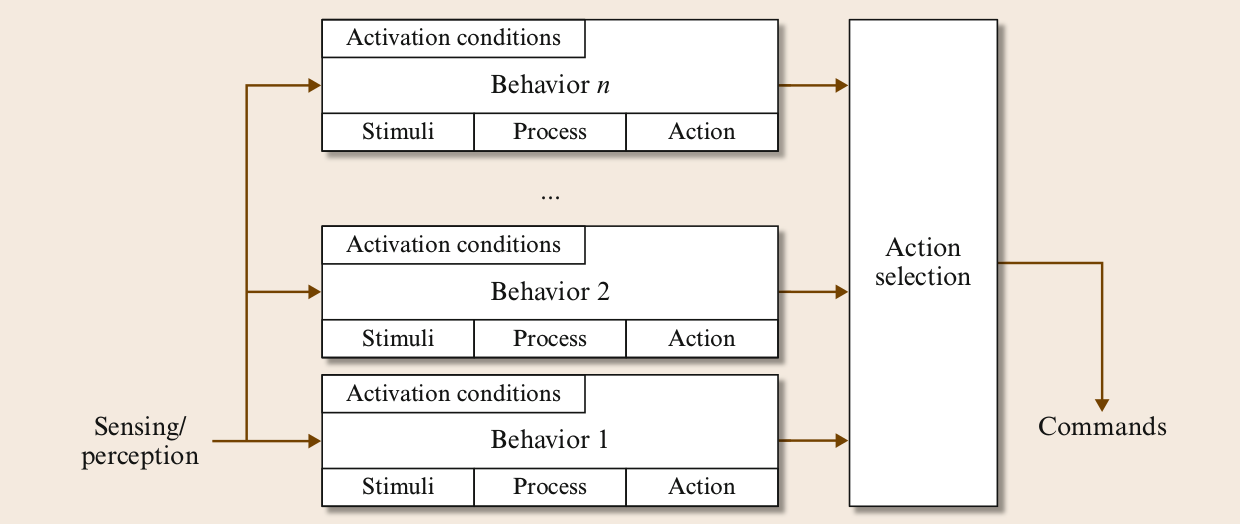 Activation conditions
Behavior n
Stimuli Process Action
...
Activation conditions
Behavior 2
Stimuli Process Action
Activation conditions
Behavior 1
Stimuli Process Action
Sensing/
perception
Action
selection
Commands